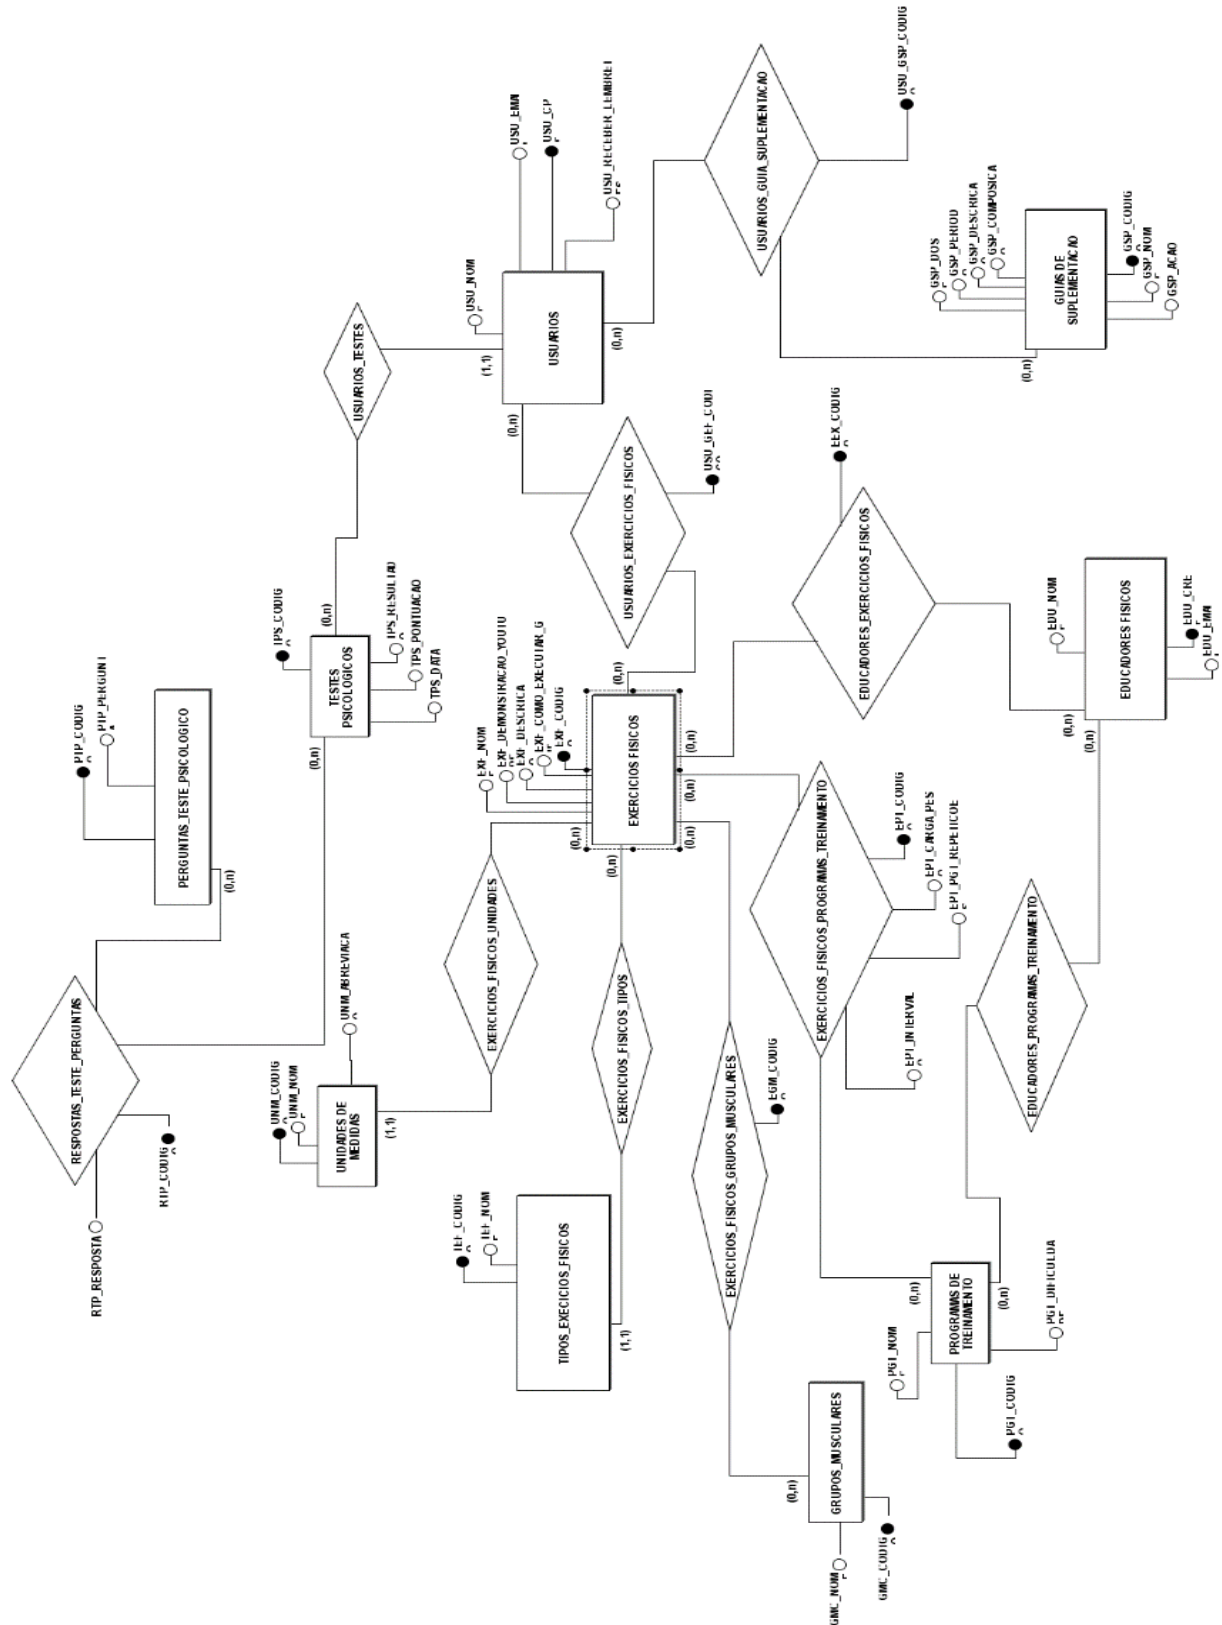 RTP_RESPOSTA
RESPOSTAS_TESTE_PERGUNTAS
RTP_CODIG
PTP_CODIG
PTP_PERGUNT
PERGUNTAS_TESTE_PSICOLOGICO
(0,n)
TPS_CODIG
TESTES
PSICOLOGICOS
TPS_RESULTAD
TPS_PONTUACAO
TPS_DATA
(0,n)
(0,n)
USUARIOS_TESTES
USU_NOM
USU_EMAI
USU_CP
USU_RECEBER_LEMBRET
USUARIOS
(1,1)
(0,n)
(0,n)
USUARIOS_GUIA_SUPLEMENTACAO
USU_GSP_CODIG
GSP_DOS
GSP_PERIOD
GSP_DESCRICA
GSP_COMPOSICA
GUIAS DE
SUPLEMENTACAO
GSP_CODIG
GSP_NOM
GSP_ACAO
(0,n)
USUARIOS_EXERCICIOS_FISICOS
USU_GEF_CODI
UNM_CODIG
UNM_NOM
UNM_ABREVIACA
UNIDADES DE
MEDIDAS
(1,1)
EXERCICIOS_FISICOS_UNIDADES
EXF_NOM
EXF_DEMONSTRACAO_YOUTU
EXF_DESCRICA
EXF_COMO_EXECUTAR_G
EXF_CODIG
EXERCICIOS FISICOS
(0,n)
(0,n)
(0,n)
(0,n)
(0,n)
(0,n)
TEF_CODIG
TEF_NOM
TIPOS_EXECICIOS_FISICOS
(1,1)
EXERCICIOS_FISICOS_TIPOS
EXERCICIOS_FISICOS_GRUPOS_MUSCULARES
EGM_CODIG
GRUPOS_MUSCULARES
GMC_NOM
GMC_CODIG
(0,n)
EXERCICIOS_FISICOS_PROGRAMAS_TREINAMENTO
EPT_CODIG
EPT_CARGA_PES
EPT_PGT_REPETICOE
EPT_INTERVAL
EDUCADORES_EXERCICIOS_FISICOS
EEX_CODIG
EDU_NOM
EDUCADORES FISICOS
EDU_CRE
EDU_EMA
(0,n)
(0,n)
EDUCADORES_PROGRAMAS_TREINAMENTO
PGT_NOM
PROGRAMAS DE
TREINAMENTO
PGT_CODIG
PGT_DIFICULDA
(0,n)
(0,n)